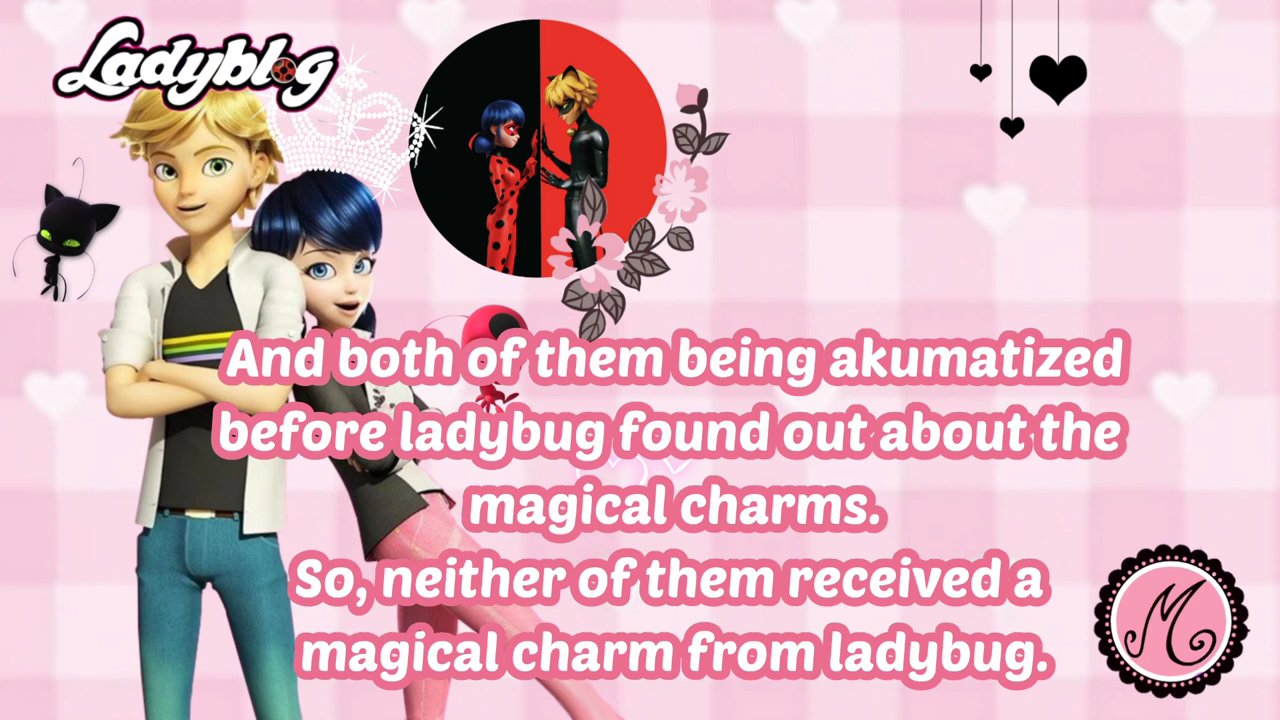 Ladyblog
And both of them being akumatized
before ladybug found out about the
magical charms.
So, neither of them received a
magical charm from ladybug.
M